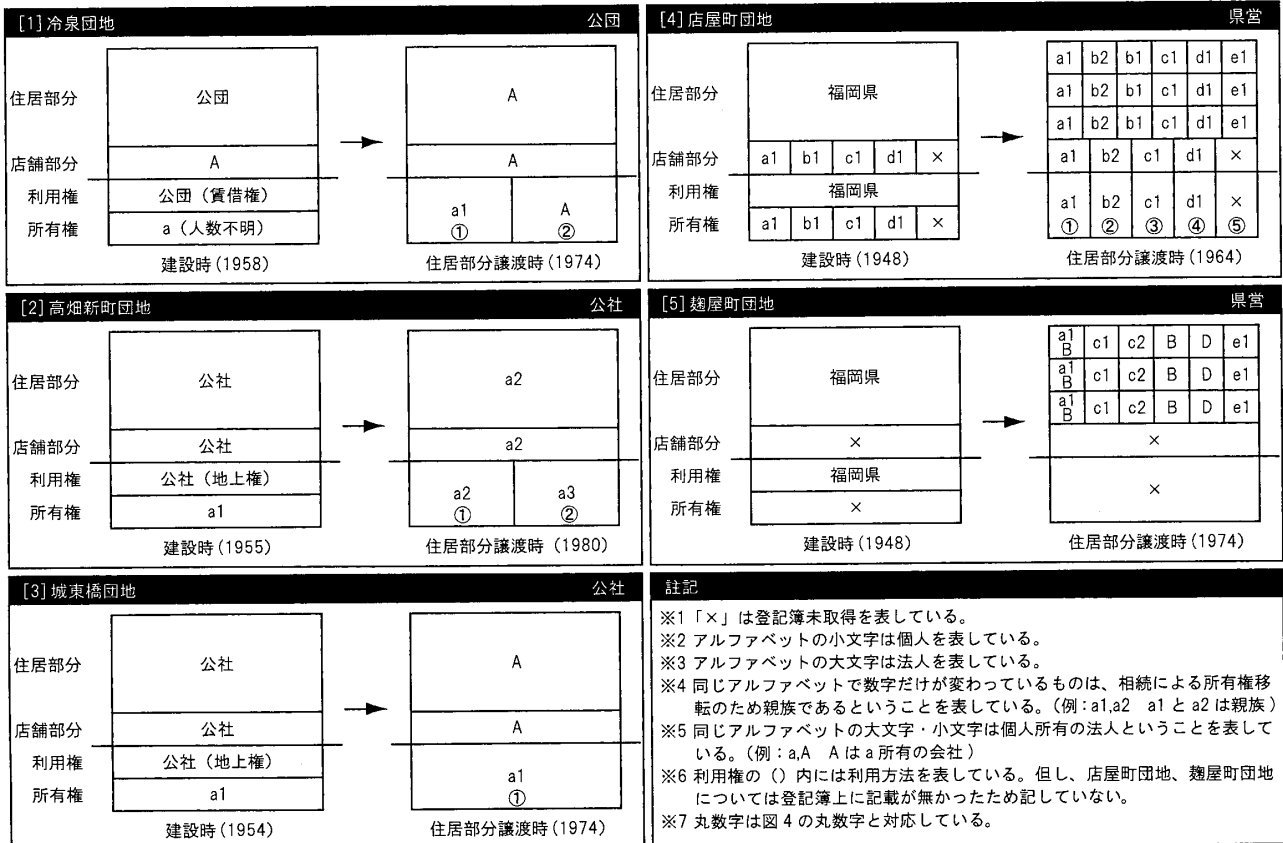 [1]冷泉団地 公団
住居部分
公団
A
店舗部分
A
A
利用権
公団（賃借権）
所有権
a（人数不明）
a1
①
A
②
建設時(1958)
住居部分譲渡時(1974)
[2]高畑新町団地 公社
住居部分
公社
a2
店舗部分
公社
a2
利用権
公社（地上権）
所有権
a1
a2
①
a3
②
建設時(1955)
住居部分譲渡時（1980）
[3]城東橋団地 公社
住居部分
公社
A
店舗部分
公社
A
利用権
公社（地上権）
所有権
a1
a1
①
建設時(1954)
住居部分譲渡時(1974)
[4]店屋町団地 県営
住居部分
福岡県
a1 b2 b1 c1 d1 e1
a1 b2 b1 c1 d1 e1
a1 b2 b1 c1 d1 e1
店舗部分
a1 b1 c1 d1 ×
a1 b2 c1 d1 ×
利用権
福岡県
所有権
a1 b1 c1 d1 ×
a1 b2 c1 d1 ×
① ② ③ ④ ⑤
建設時(1948)
住居部分譲渡時(1964)
[5]麹屋町団地 県営
住居部分
福岡県
a1 B c1 c2 B D e1
a1 B c1 c2 B D e1
a1 B c1 c2 B D e1
店舗部分
×
×
利用権
福岡県
所有権
×
×
建設時(1948)
住居部分譲渡時(1974)
註記
※1 「×」は登記簿未取得を表している。
※2 アルファベットの小文字は個人を表している。
※3 アルファベットの大文字は法人を表している。
※4 同じアルファベットで数字だけが変わっているものは、相続による所有権移
転のため親族であるということを表している。（例：a1,a2 a1とa2は親族）
※5 同じアルファベットの大文字・小文字は個人所有の法人ということを表して
いる。（例：a,A Aはa所有の会社）
※6 利用権の（）内には利用方法を表している。但し、店屋町団地、麹屋町団地
については登記簿上に記載が無かったため記していない。
※7 丸数字は図4の丸数字と対応している。